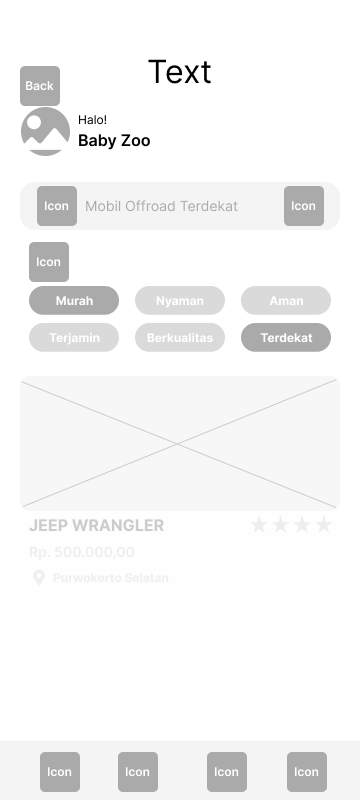 Text
Back
Halo!
Baby Zoo
Icon Mobil Offroad Terdekat Icon
Icon
Murah Nyaman Aman
Terjamin Berkualitas Terdekat
JEEP WRANGLER
Rp. 500.000,00
Purwokerto Selatan
Icon Icon Icon Icon